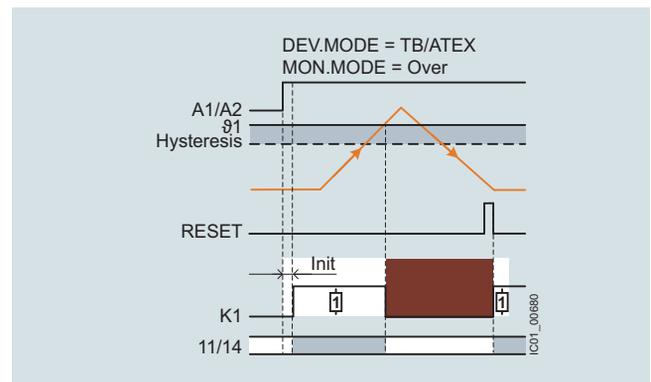 DEV.MODE = TB/ATEX
MON.MODE = Over
A1/A2
ϑ1
Hysteresis
RESET
Init
1
1
K1
11/14
IC01_00680